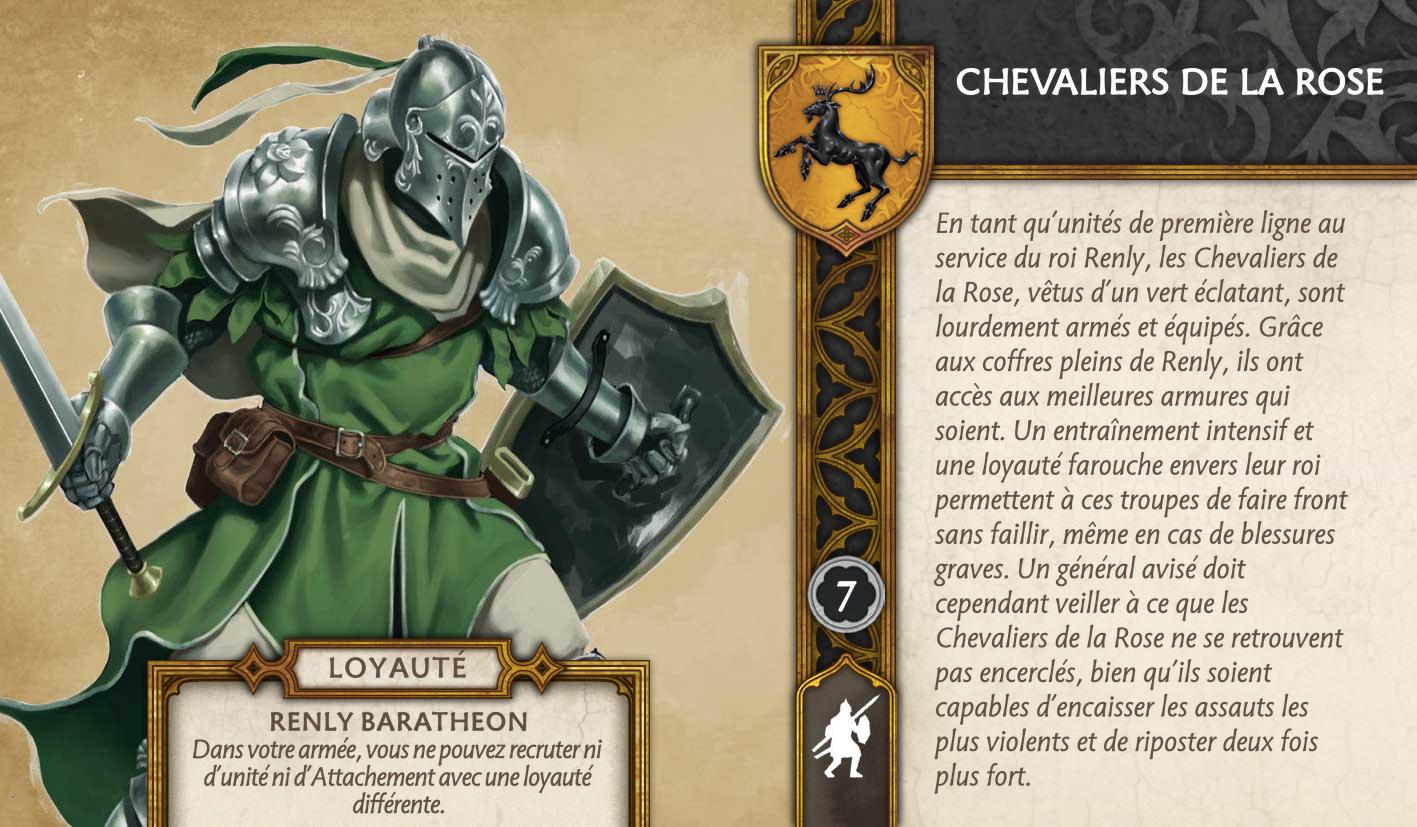 CHEVALIERS DE LA ROSE
En tant qu’unités de première ligne au
service du roi Renly, les Chevaliers de
la Rose, vêtus d’un vert éclatant, sont
lourdement armés et équipés. Grâce
aux coffres pleins de Renly, ils ont
accès aux meilleures armures qui
soient. Un entraînement intensif et
une loyauté farouche envers leur roi
permettent à ces troupes de faire front
sans faillir, même en cas de blessures
graves. Un général avisé doit
cependant veiller à ce que les
Chevaliers de la Rose ne se retrouvent
pas encerclés, bien qu’ils soient
capables d’encaisser les assauts les
plus violents et de riposter deux fois
plus fort.
7
LOYAUTÉ
RENLY BARATHEON
Dans votre armée, vous ne pouvez recruter ni
d’unité ni d’Attachement avec une loyauté
différente.